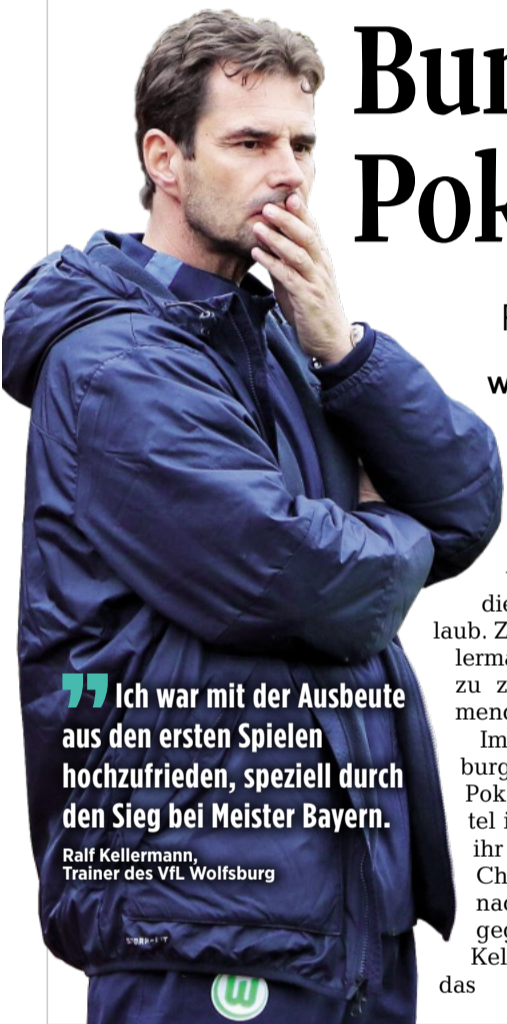 Bun
Pok
„Ich war mit der Ausbeute
aus den ersten Spielen
hochzufrieden, speziell durch
den Sieg bei Meister Bayern.
Ralf Kellermann,
Trainer des VfL Wolfsburg
die
laub. Z
lerma
zu z
mend
Im
burg
Pok
tel i
ihr
Ch
nac
geg
Kel
das
W